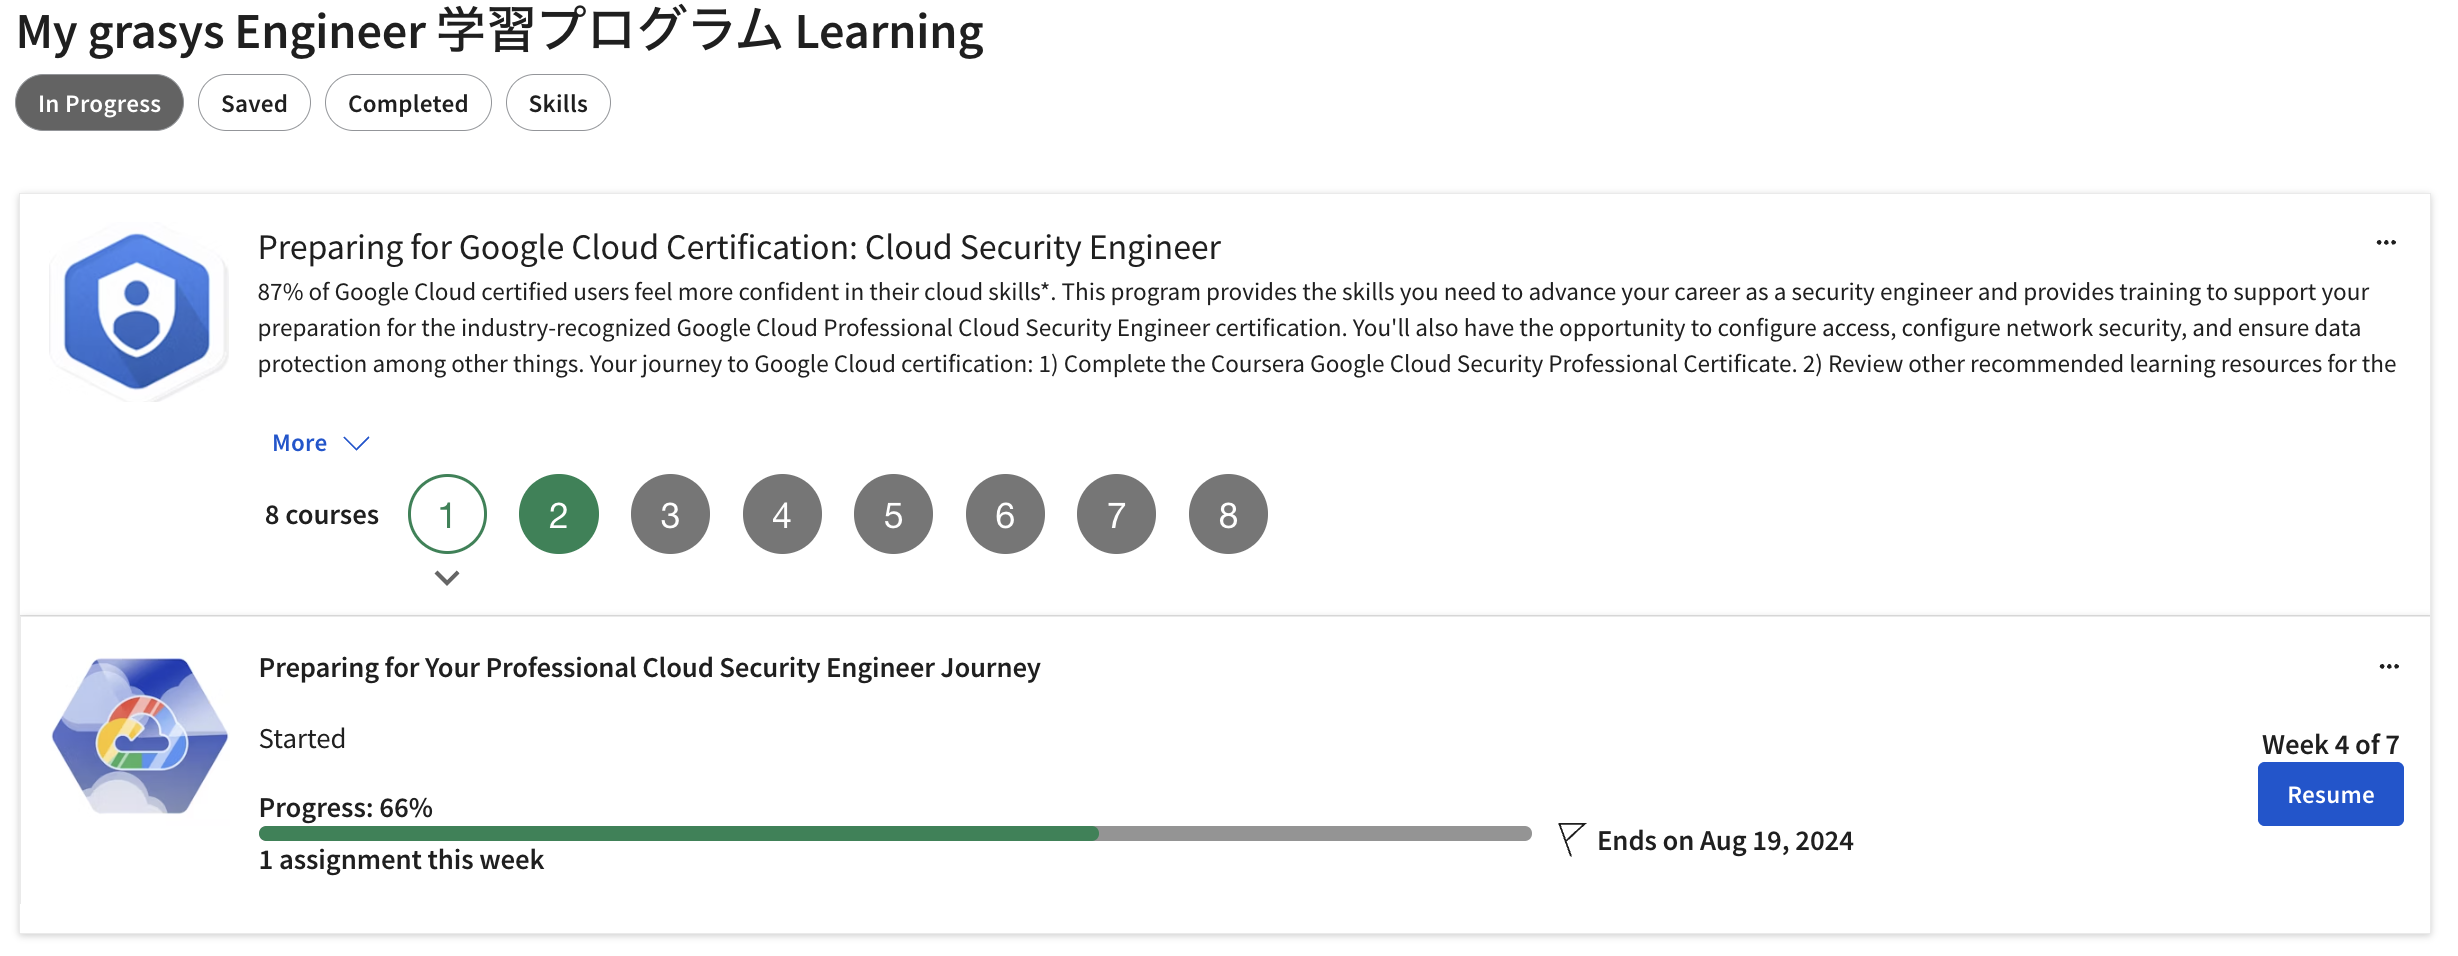 My grasys Engineer 学習プログラム Learning
In Progress
Saved
Completed
Skills
Preparing for Google Cloud Certification: Cloud Security Engineer
87% of Google Cloud certified users feel more confident in their cloud skills*. This program provides the skills you need to advance your career as a security engineer and provides training to support your
preparation for the industry-recognized Google Cloud Professional Cloud Security Engineer certification. You'll also have the opportunity to configure access, configure network security, and ensure data
protection among other things. Your journey to Google Cloud certification: 1) Complete the Coursera Google Cloud Security Professional Certificate. 2) Review other recommended learning resources for the
More
8 courses 1 2 3 4 5 6 7 8
Preparing for Your Professional Cloud Security Engineer Journey
Started
Week 4 of 7
Resume
Progress: 66%
Ends on Aug 19, 2024
1 assignment this week